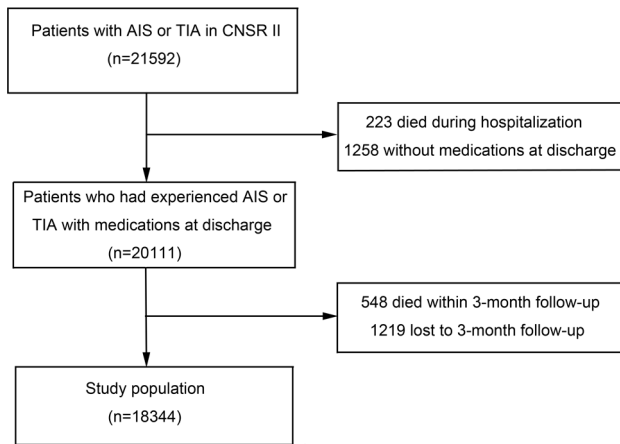 Patients with AIS or TIA in CNSR II
(n=21592)
223 died during hospitalization
1258 without medications at discharge
Patients who had experienced AIS or
TIA with medications at discharge
(n=20111)
548 died within 3-month follow-up
1219 lost to 3-month follow-up
Study population
(n=18344)